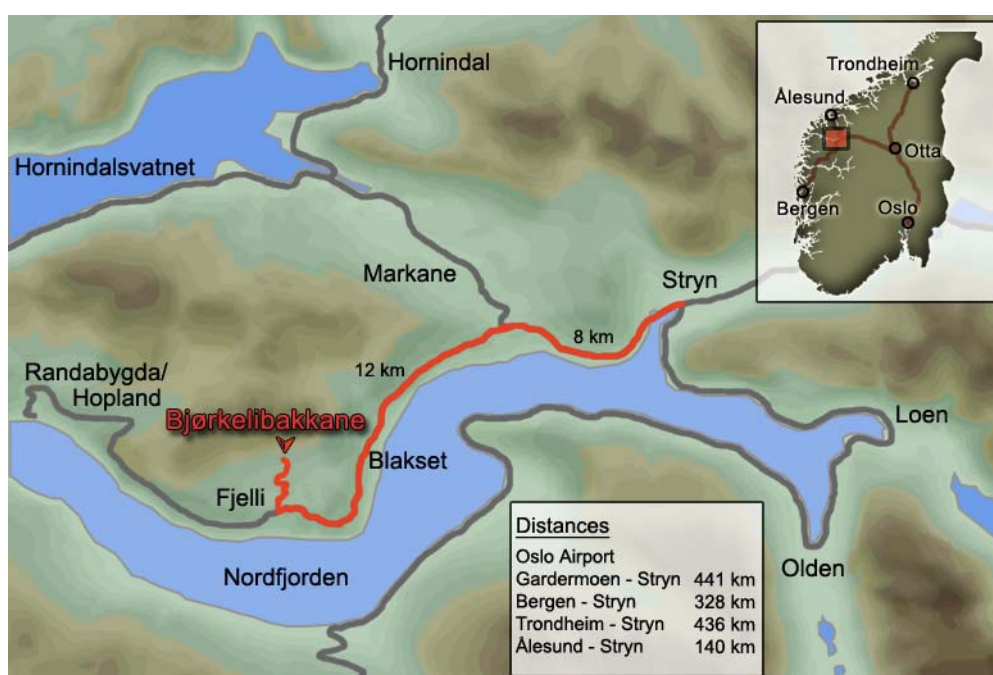 Hornindal
Hornindalsvatnet
Markane
Stryn
8 km
12 km
Randabygda/
Hopland
Bjørkelibakkane
Blakset
Fjelli
Nordfjorden
Loen
Olden
Trondheim
Ålesund
Otta
Bergen
Oslo
Distances
Oslo Airport
Gardermoen - Stryn 441 km
Bergen - Stryn 328 km
Trondheim - Stryn 436 km
Ålesund - Stryn 140 km